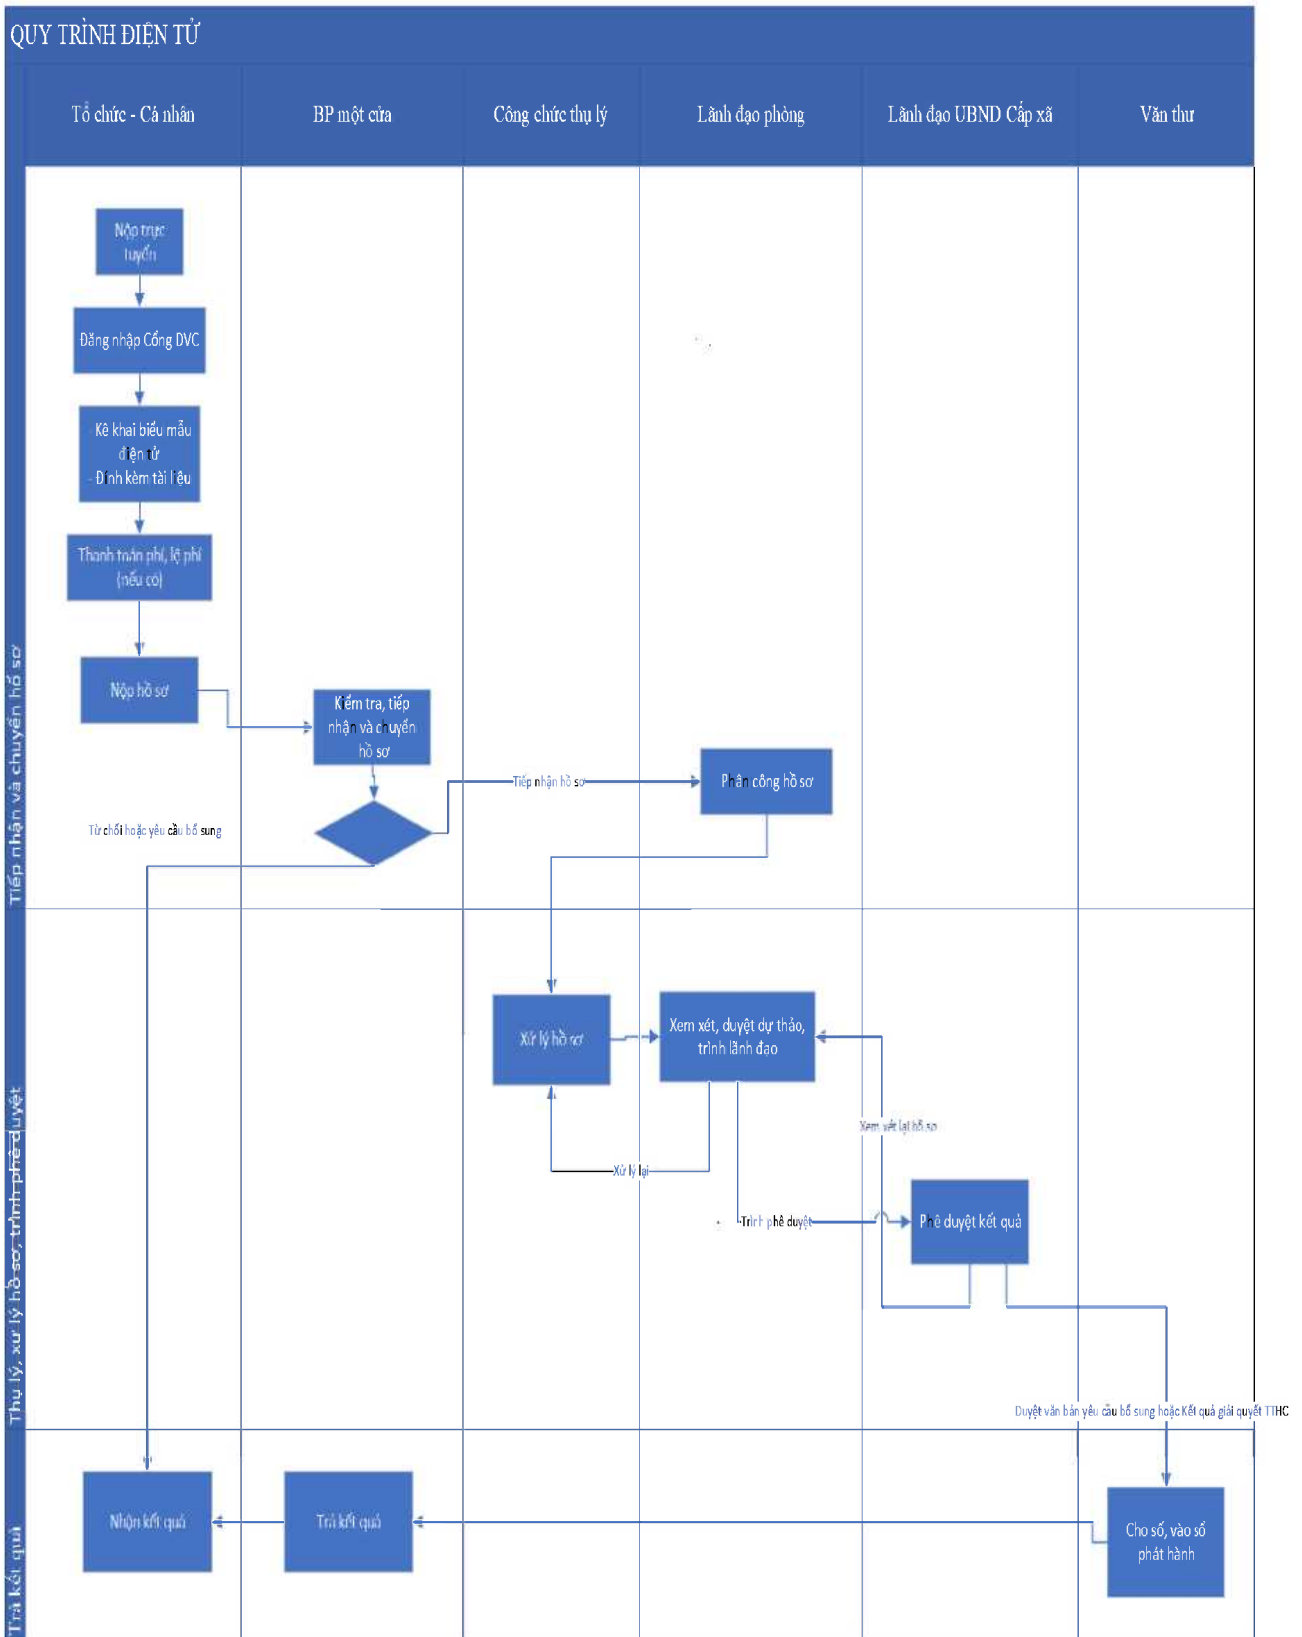 QUY TRÌNH ĐIỆN TỬ
Tổ chức - Cá nhân
BP một cửa
Công chức thụ lý
Lãnh đạo phòng
Lãnh đạo UBND Cấp xã
Văn thư
Tiếp nhận và chuyển hồ sơ
Nộp trực
tuyến
Đăng nhập Cổng DVC
- Kê khai biểu mẫu
điện tử
- Đính kèm tài liệu
Thanh toán phí, lệ phí
(nếu có)
Nộp hồ sơ
Kiểm tra, tiếp
nhận và chuyển
hồ sơ
Tiếp nhận hồ sơ
Phân công hồ sơ
Từ chối hoặc yêu cầu bổ sung
Thụ lý, xử lý hồ sơ, trình phê duyệt
Xử lý hồ sơ
Xem xét, duyệt dự thảo,
trình lãnh đạo
Xem xét lại hồ sơ
Xử lý lại
Trình phê duyệt
Phê duyệt kết quả
Duyệt văn bản yêu cầu bổ sung hoặc Kết quả giải quyết TTHC
Trả kết quả
Nhận kết quả
Trả kết quả
Cho số, vào sổ
phát hành